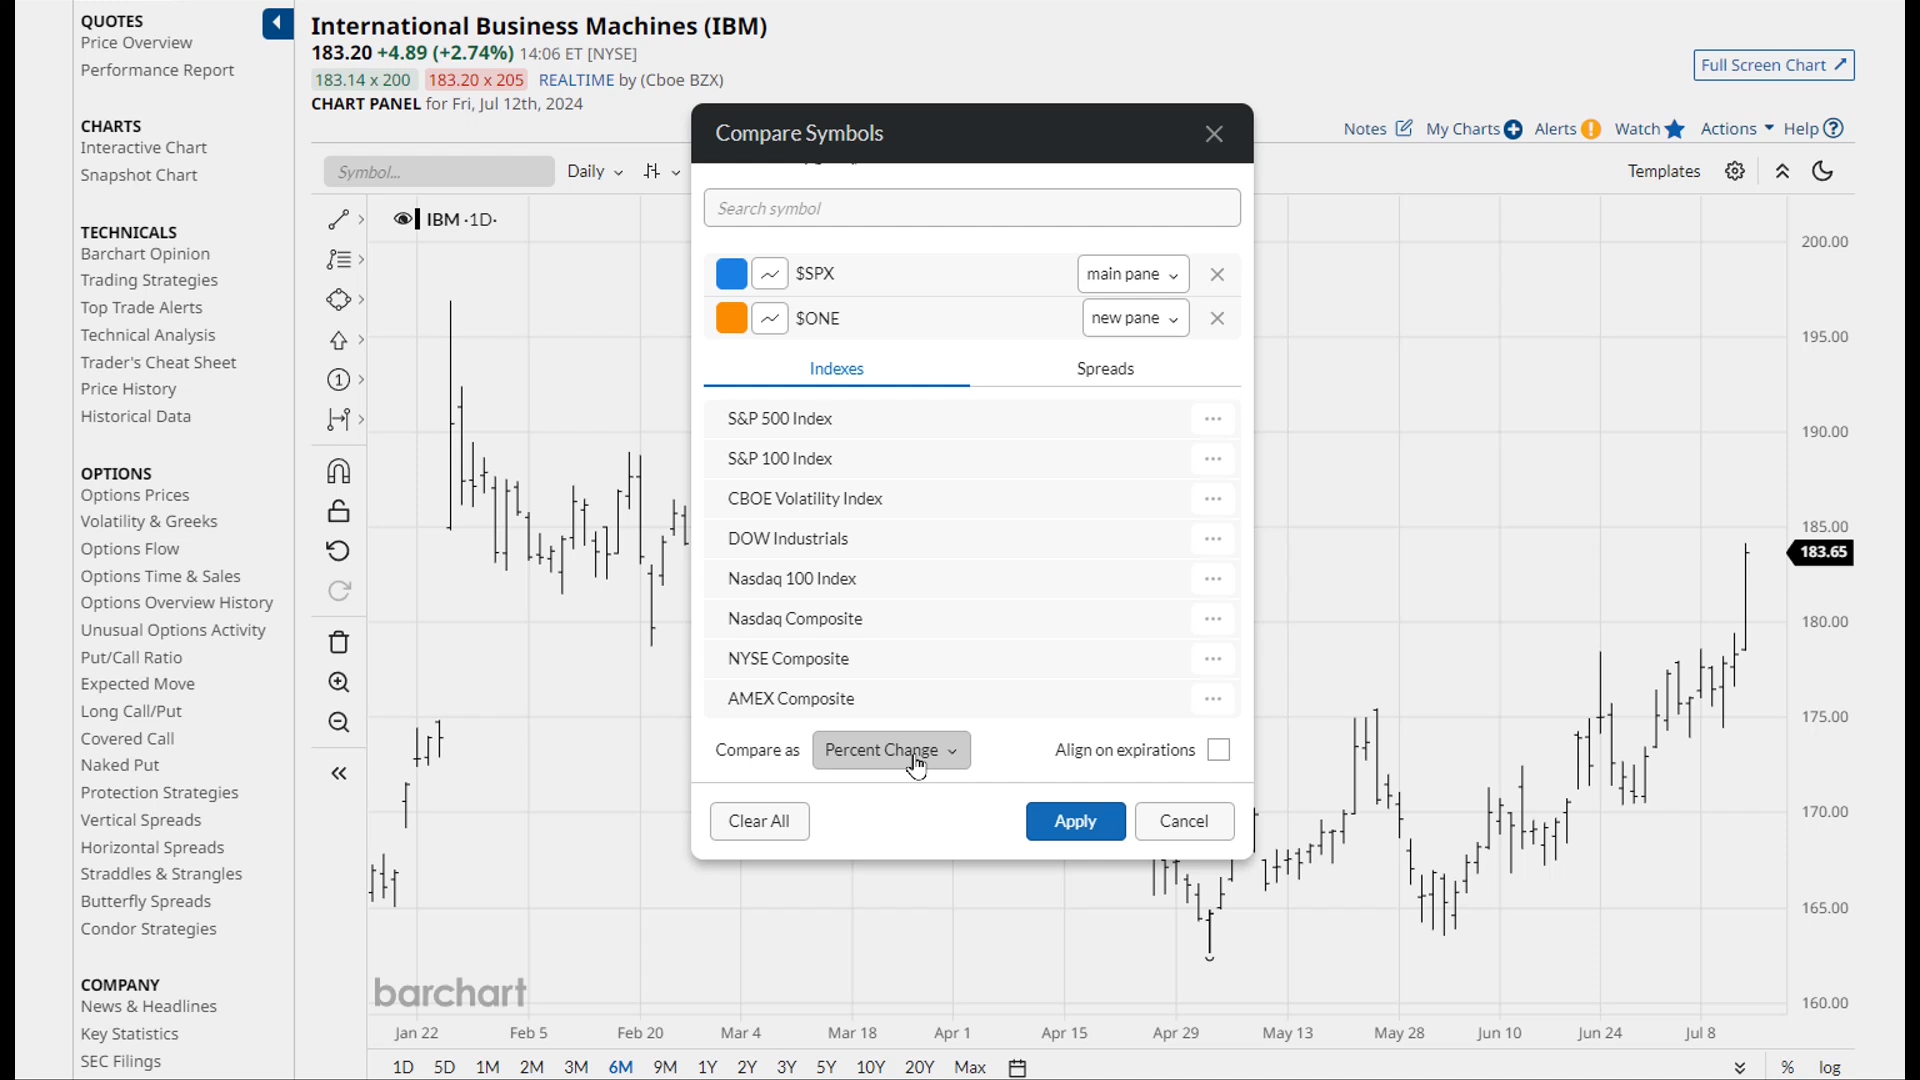 QUOTES
Price Overview
Performance Report
CHARTS
Interactive Chart
Snapshot Chart
TECHNICALS
Barchart Opinion
Trading Strategies
Top Trade Alerts
Technical Analysis
Trader's Cheat Sheet
Price History
Historical Data
OPTIONS
Options Prices
Volatility & Greeks
Options Flow
Options Time & Sales
Options Overview History
Unusual Options Activity
Put/Call Ratio
Expected Move
Long Call/Put
Covered Call
Naked Put
Protection Strategies
Vertical Spreads
Horizontal Spreads
Straddles & Strangles
Butterfly Spreads
Condor Strategies
COMPANY
News & Headlines
Key Statistics
SEC Filings
International Business Machines (IBM)
183.20 +4.89 (+2.74%) 14:06 ET [NYSE]
183.14 x 200 183.20 x 205 REALTIME by (Cboe BZX)
CHART PANEL for Fri, Jul 12th, 2024
Full Screen Chart
Notes My Charts Alerts Watch Actions Help
Symbol... Daily
Templates
IBM ·1D·
Compare Symbols
Search symbol
$SPX main pane
$ONE new pane
Indexes Spreads
S&P 500 Index
S&P 100 Index
CBOE Volatility Index
DOW Industrials
Nasdaq 100 Index
Nasdaq Composite
NYSE Composite
AMEX Composite
Compare as Percent Change Align on expirations
Clear All Apply Cancel
200.00
195.00
190.00
185.00
183.65
180.00
175.00
170.00
165.00
160.00
barchart
Jan 22 Feb 5 Feb 20 Mar 4 Mar 18 Apr 1 Apr 15 Apr 29 May 13 May 28 Jun 10 Jun 24 Jul 8
1D 5D 1M 2M 3M 6M 9M 1Y 2Y 3Y 5Y 10Y 20Y Max % log